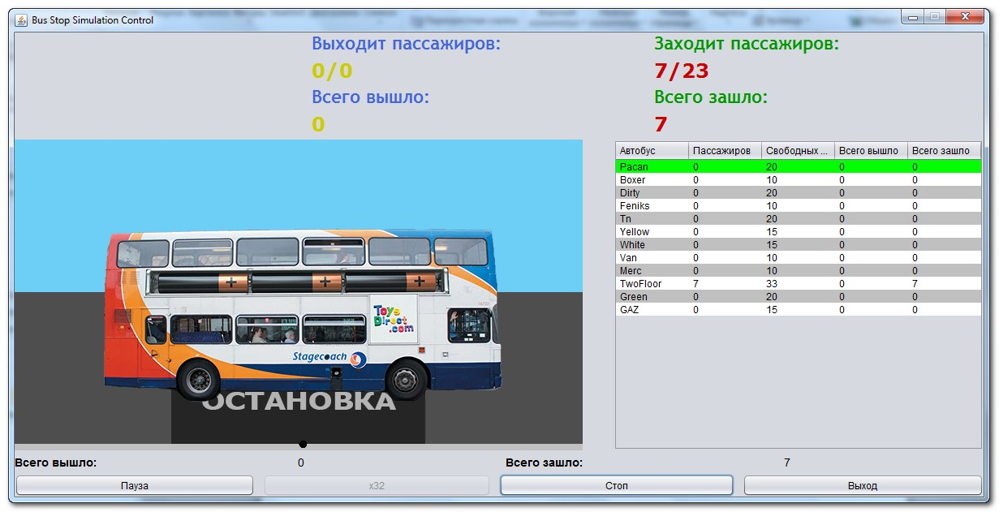 Bus Stop Simulation Control
Выходит пассажиров:
0/0
Всего вышло:
0
Заходит пассажиров:
7/23
Всего зашло:
7
Автобус Пассажиров Свободных ... Всего вышло Всего зашло
Pacan 0 20 0 0
Boxer 0 10 0 0
Dirty 0 20 0 0
Feniks 0 10 0 0
Tn 0 20 0 0
Yellow 0 15 0 0
White 0 15 0 0
Van 0 10 0 0
Merc 0 10 0 0
TwoFloor 7 33 0 7
Green 0 20 0 0
GAZ 0 15 0 0
Toys
Direct
.com
Stagecoach
ОСТАНОВКА
Всего вышло: 0 Всего зашло: 7
Пауза x32 Стоп Выход